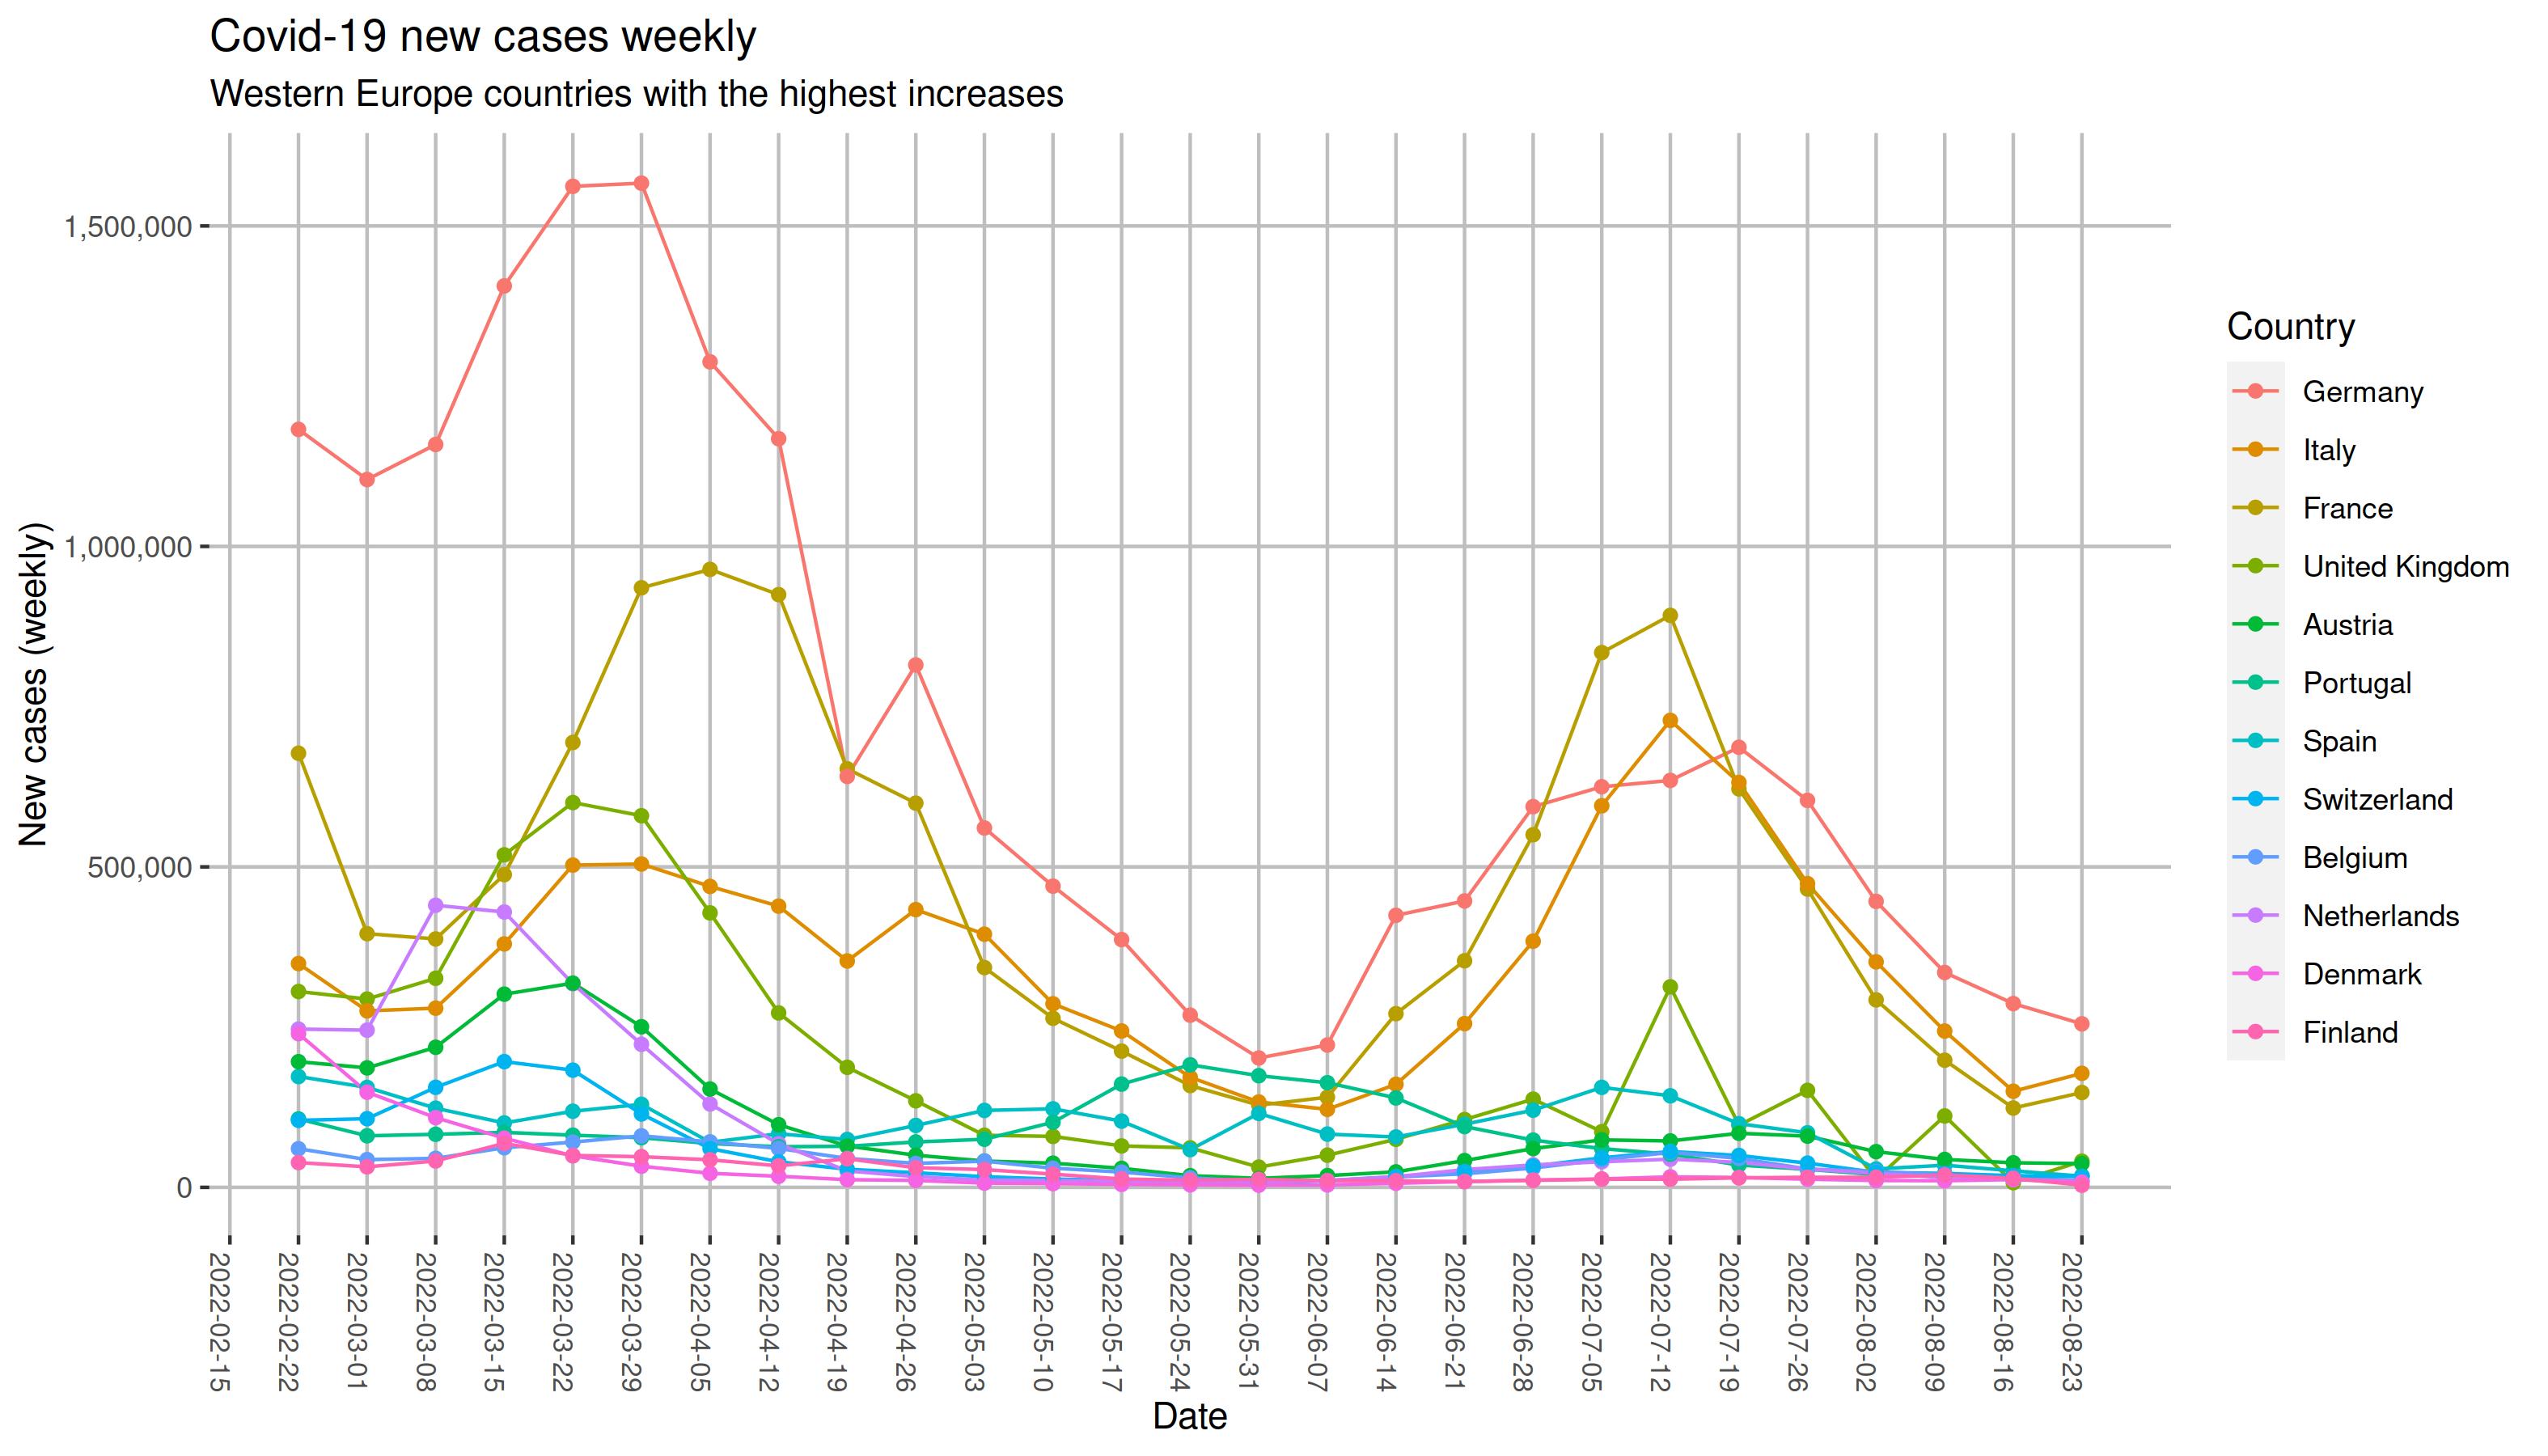 Covid-19 new cases weekly
Western Europe countries with the highest increases
New cases (weekly)
1,500,000
1,000,000
500,000
0
2022-02-15
2022-02-22
2022-03-01
2022-03-08
2022-03-15
2022-03-22
2022-03-29
2022-04-05
2022-04-12
2022-04-19
2022-04-26
2022-05-03
2022-05-10
2022-05-17
2022-05-24
2022-05-31
2022-06-07
2022-06-14
2022-06-21
2022-06-28
2022-07-05
2022-07-12
2022-07-19
2022-07-26
2022-08-02
2022-08-09
2022-08-16
2022-08-23
Date
Country
Germany
Italy
France
United Kingdom
Austria
Portugal
Spain
Switzerland
Belgium
Netherlands
Denmark
Finland